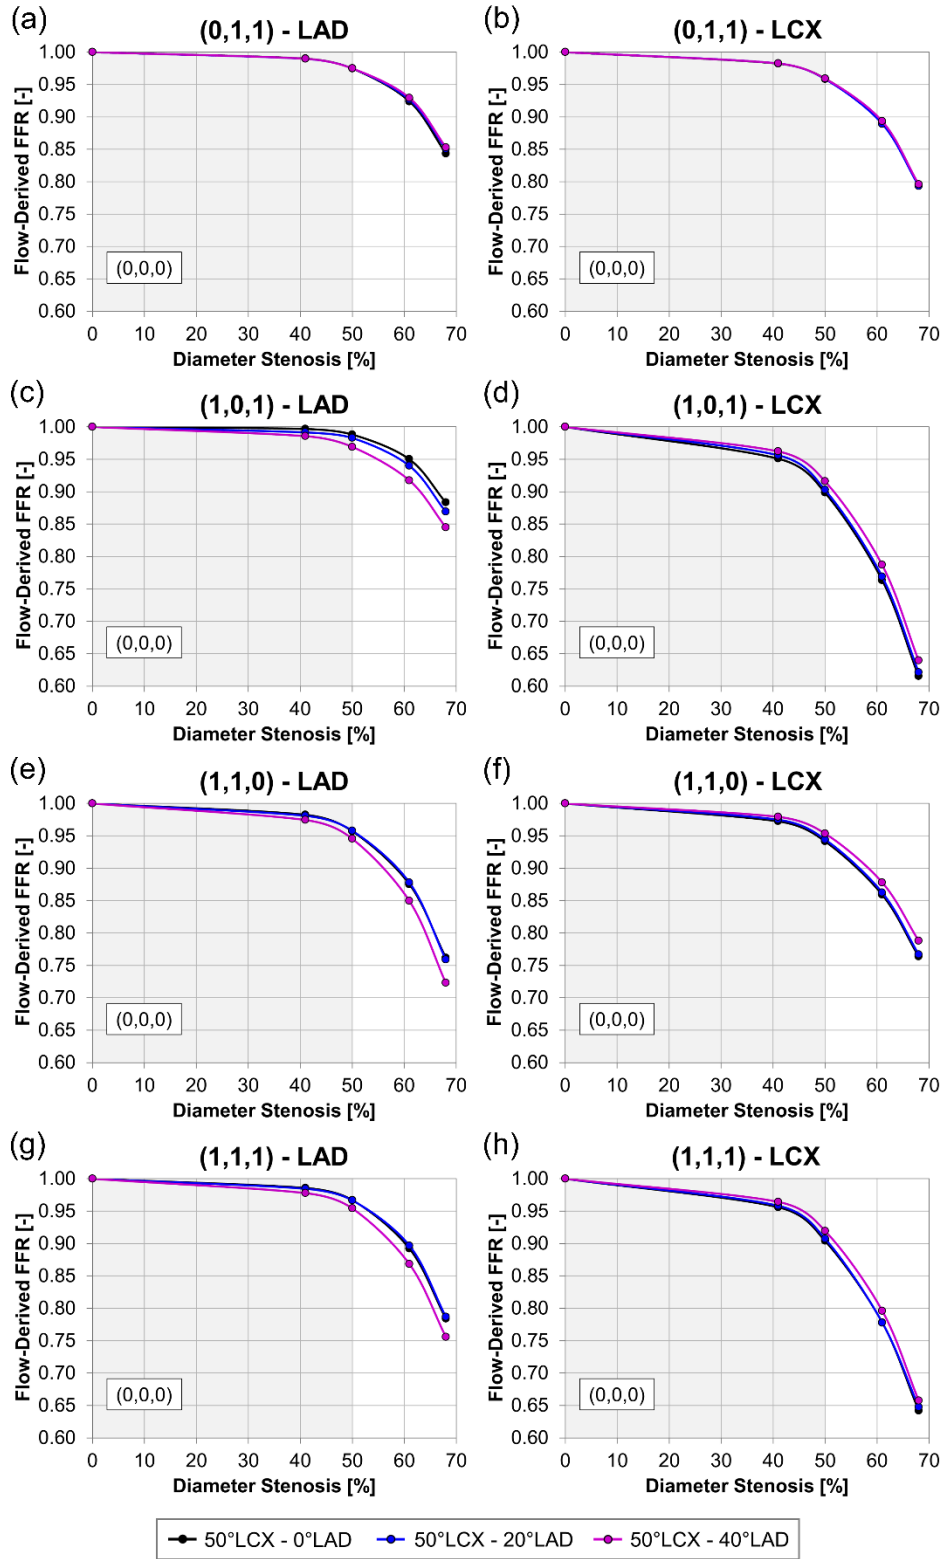 (a)
(0,1,1) - LAD
Flow-Derived FFR [-]
1.00
0.95
0.90
0.85
0.80
0.75
0.70
0.65
0.60
(0,0,0)
0 10 20 30 40 50 60 70
Diameter Stenosis [%]
(b)
(0,1,1) - LCX
Flow-Derived FFR [-]
1.00
0.95
0.90
0.85
0.80
0.75
0.70
0.65
0.60
(0,0,0)
0 10 20 30 40 50 60 70
Diameter Stenosis [%]
(c)
(1,0,1) - LAD
Flow-Derived FFR [-]
1.00
0.95
0.90
0.85
0.80
0.75
0.70
0.65
0.60
(0,0,0)
0 10 20 30 40 50 60 70
Diameter Stenosis [%]
(d)
(1,0,1) - LCX
Flow-Derived FFR [-]
1.00
0.95
0.90
0.85
0.80
0.75
0.70
0.65
0.60
(0,0,0)
0 10 20 30 40 50 60 70
Diameter Stenosis [%]
(e)
(1,1,0) - LAD
Flow-Derived FFR [-]
1.00
0.95
0.90
0.85
0.80
0.75
0.70
0.65
0.60
(0,0,0)
0 10 20 30 40 50 60 70
Diameter Stenosis [%]
(f)
(1,1,0) - LCX
Flow-Derived FFR [-]
1.00
0.95
0.90
0.85
0.80
0.75
0.70
0.65
0.60
(0,0,0)
0 10 20 30 40 50 60 70
Diameter Stenosis [%]
(g)
(1,1,1) - LAD
Flow-Derived FFR [-]
1.00
0.95
0.90
0.85
0.80
0.75
0.70
0.65
0.60
(0,0,0)
0 10 20 30 40 50 60 70
Diameter Stenosis [%]
(h)
(1,1,1) - LCX
Flow-Derived FFR [-]
1.00
0.95
0.90
0.85
0.80
0.75
0.70
0.65
0.60
(0,0,0)
0 10 20 30 40 50 60 70
Diameter Stenosis [%]
50°LCX - 0°LAD 50°LCX - 20°LAD 50°LCX - 40°LAD